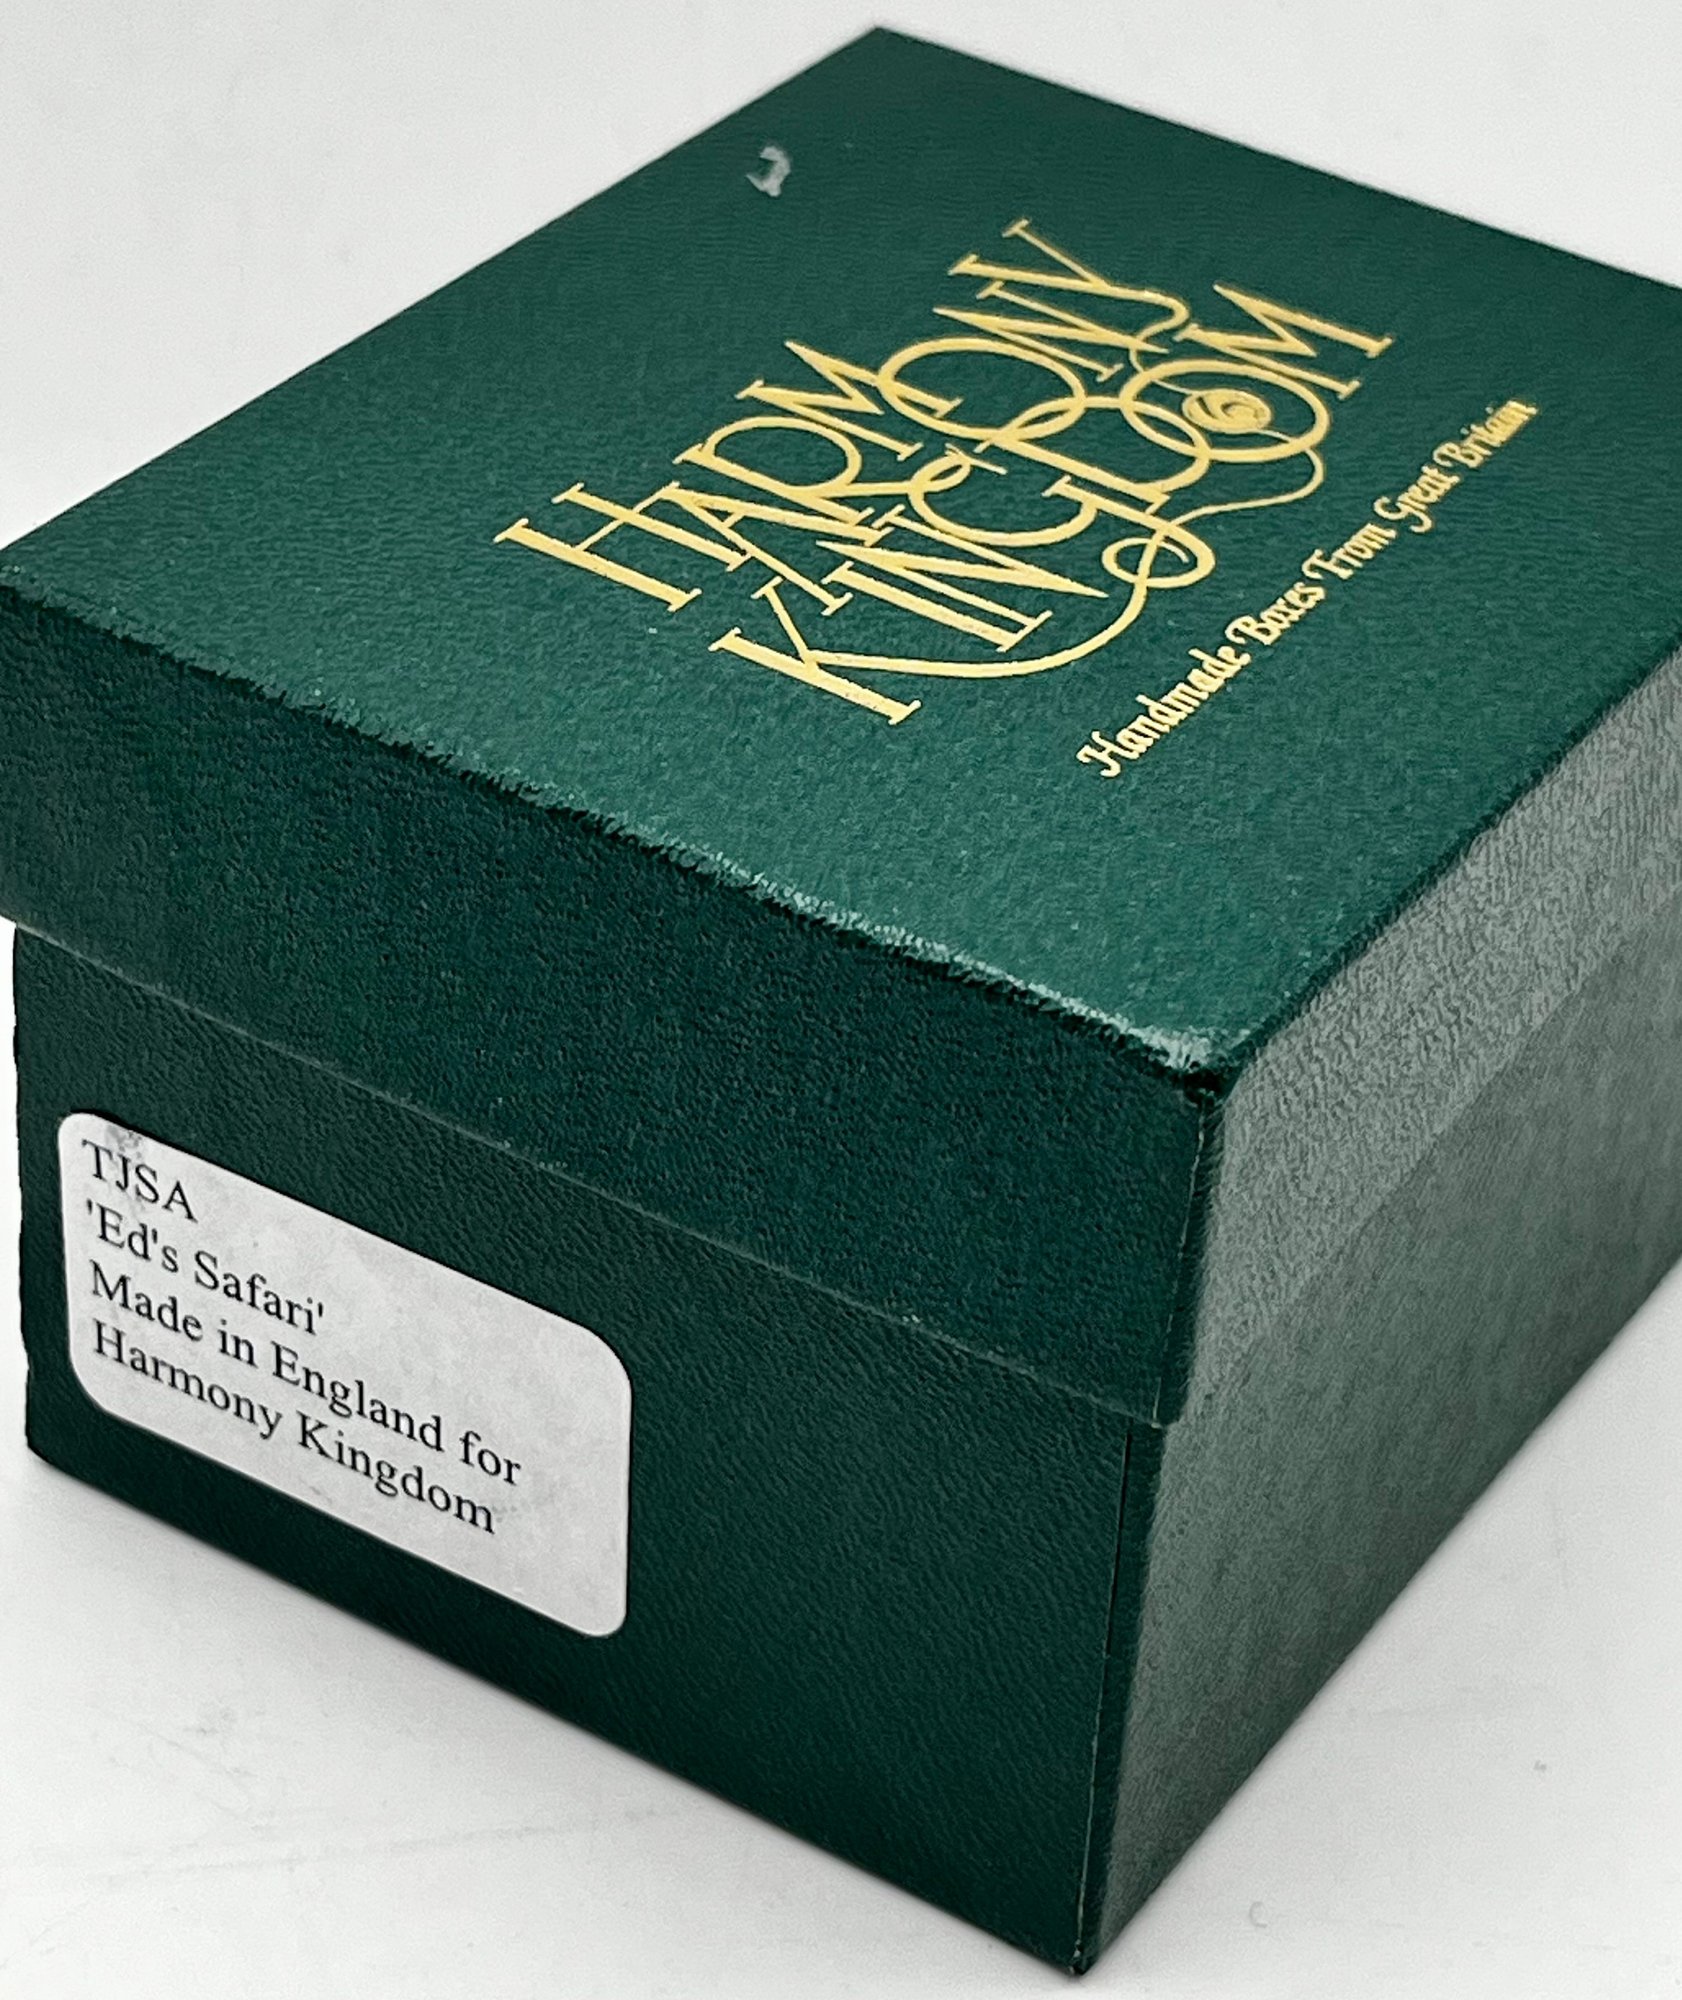 HARMONY
KINGDOM
Handmade Boxes From Great Britain
TJSA
'Ed's Safari'
Made in England for
Harmony Kingdom